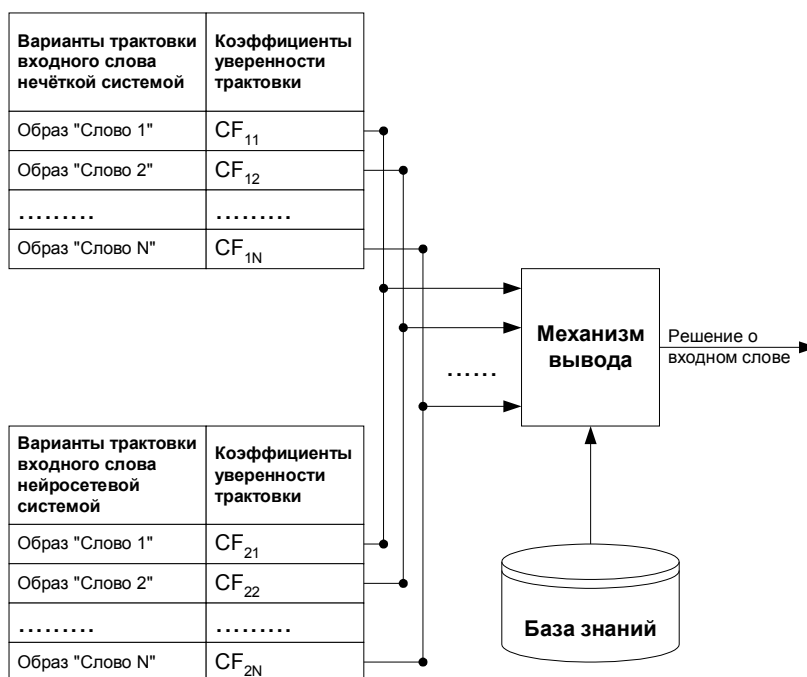 Варианты трактовки
входного слова
нечёткой системой
Коэффициенты
уверенности
трактовки
Образ "Слово 1"
CF11
Образ "Слово 2"
CF12
.........
.........
Образ "Слово N"
CF1N
Механизм
вывода
Решение о
входном слове
......
Варианты трактовки
входного слова
нейросетевой
системой
Коэффициенты
уверенности
трактовки
Образ "Слово 1"
CF21
Образ "Слово 2"
CF22
.........
.........
Образ "Слово N"
CF2N
База знаний